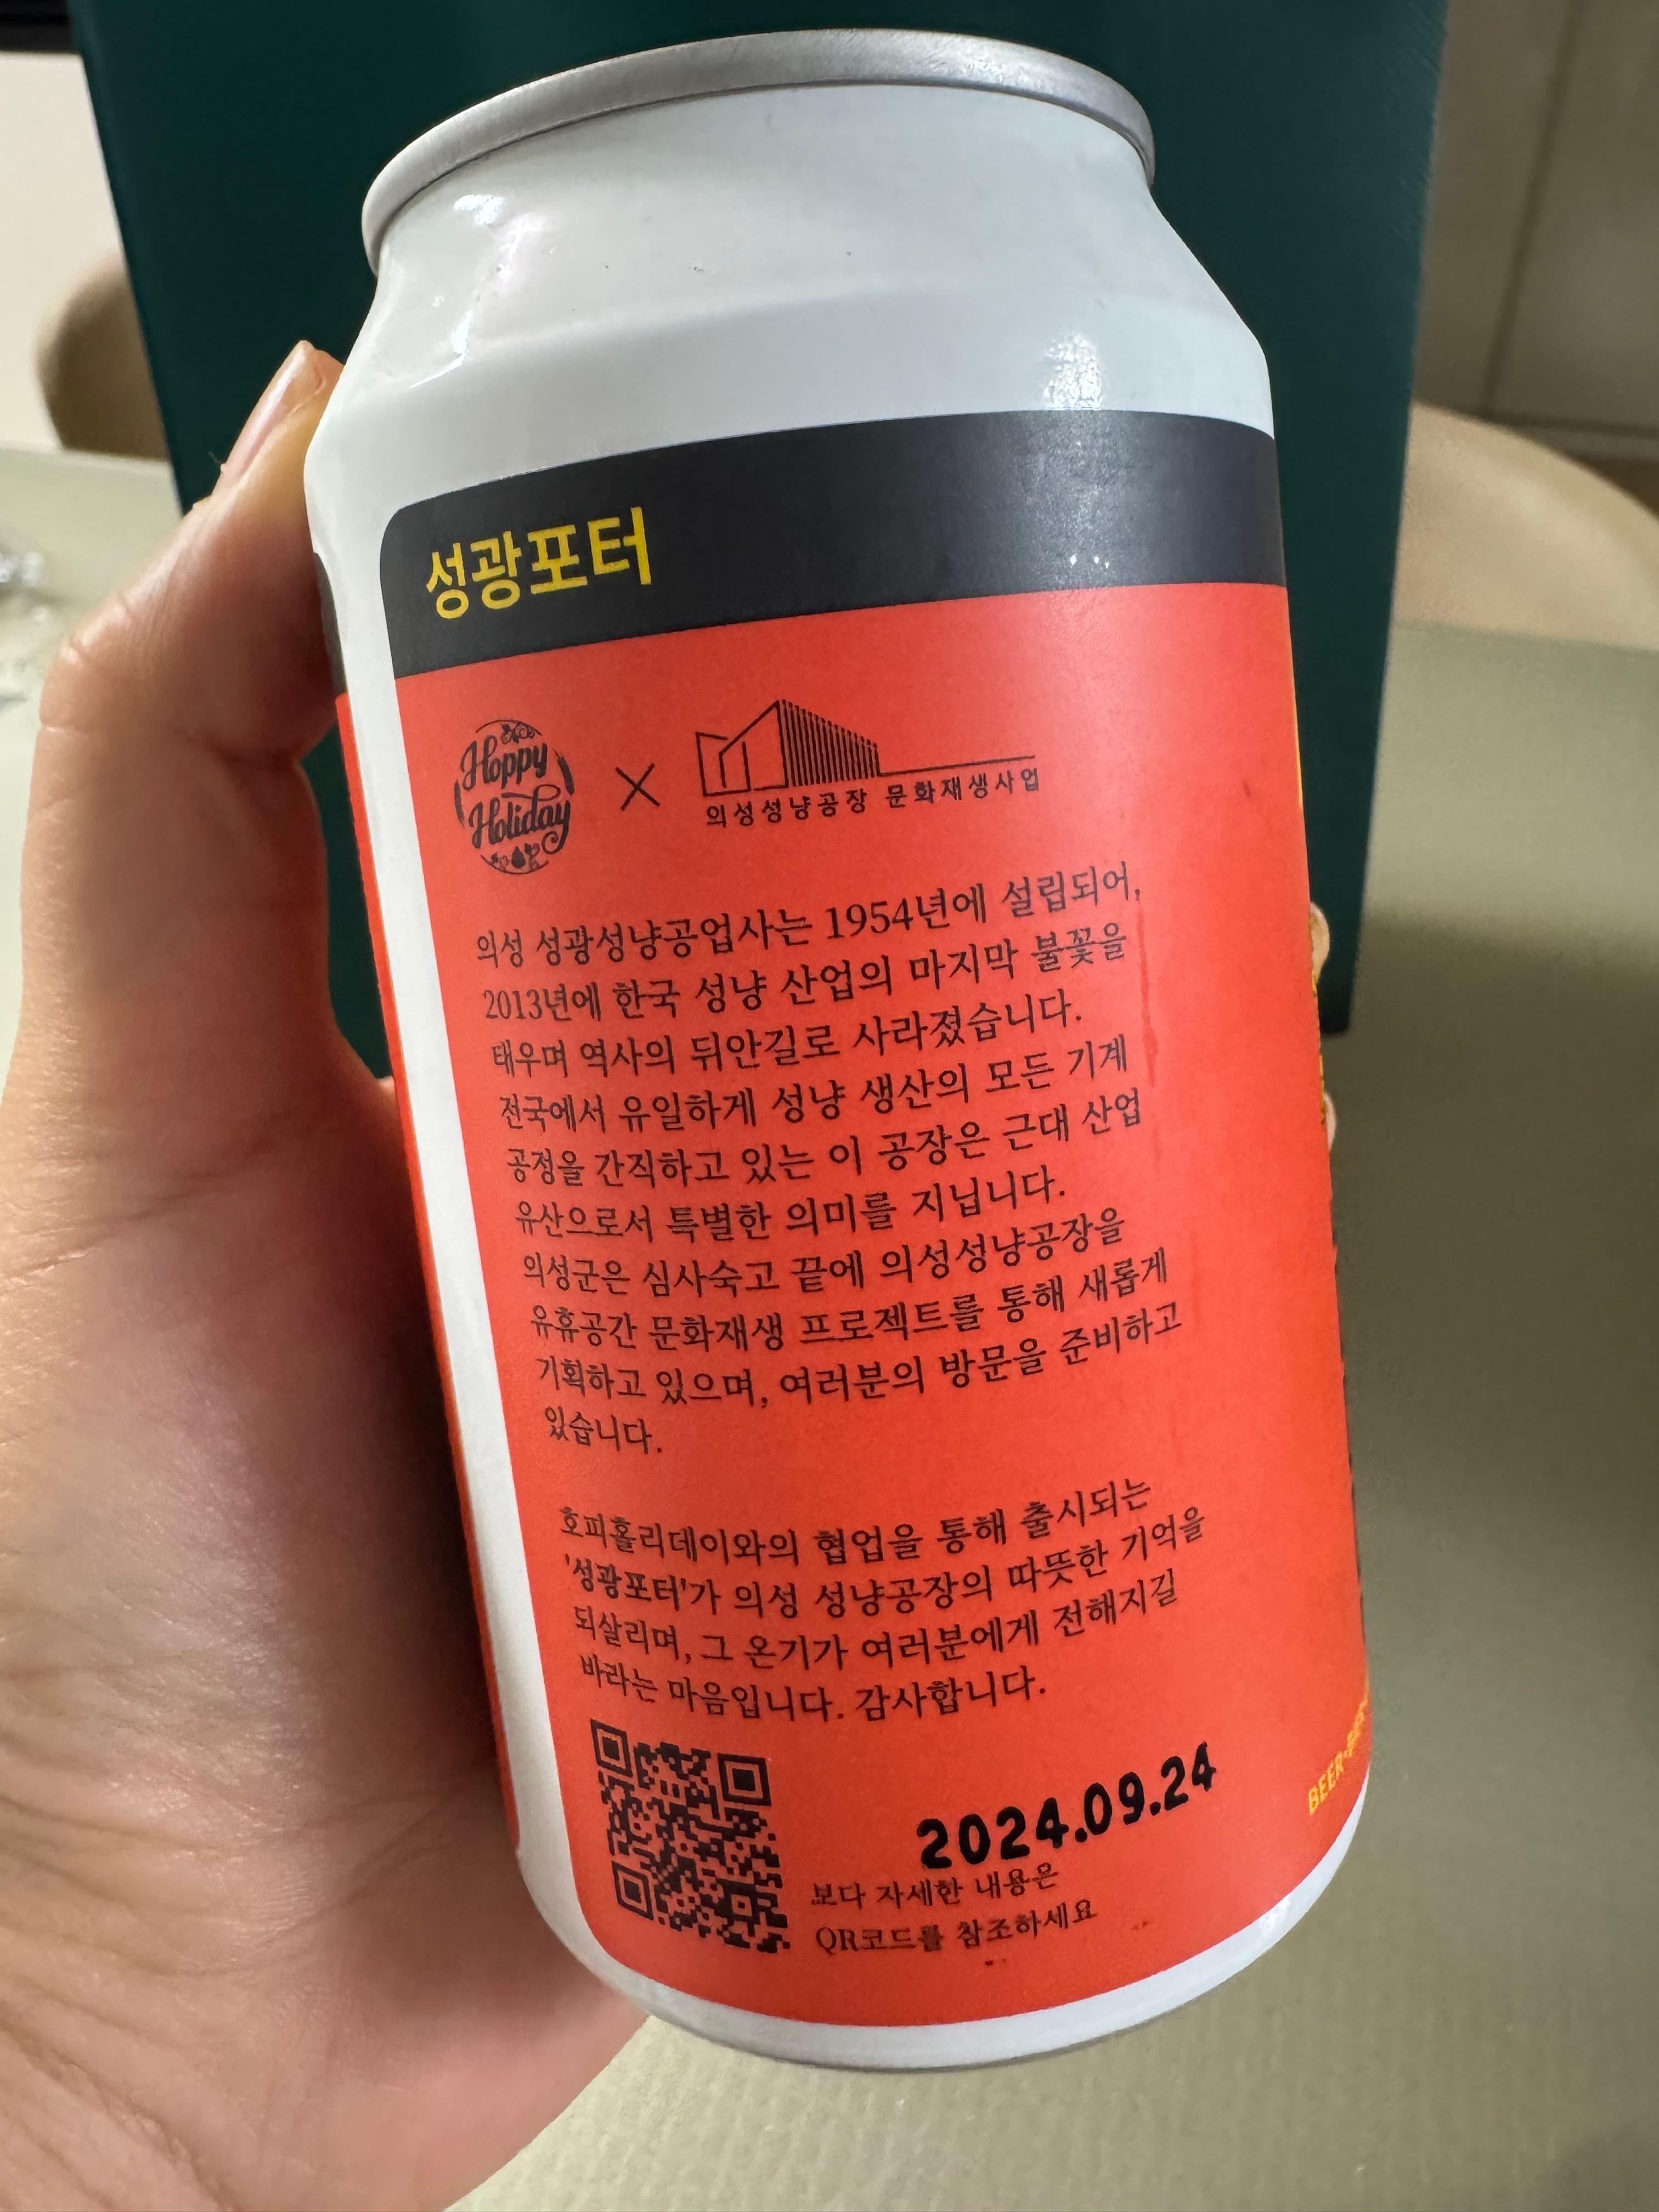 성광포터
Hoppy
Holiday
×
의성성냥공장 문화재생사업
의성 성광성냥공업사는 1954년에 설립되어,
2013년에 한국 성냥 산업의 마지막 불꽃을
태우며 역사의 뒤안길로 사라졌습니다.
전국에서 유일하게 성냥 생산의 모든 기계
공정을 간직하고 있는 이 공장은 근대 산업
유산으로서 특별한 의미를 지닙니다.
의성군은 심사숙고 끝에 의성성냥공장을
유휴공간 문화재생 프로젝트를 통해 새롭게
기획하고 있으며, 여러분의 방문을 준비하고
있습니다.
호피홀리데이와의 협업을 통해 출시되는
'성광포터'가 의성 성냥공장의 따뜻한 기억을
되살리며, 그 온기가 여러분에게 전해지길
바라는 마음입니다. 감사합니다.
2024.09.24
보다 자세한 내용은
QR코드를 참조하세요
BEER